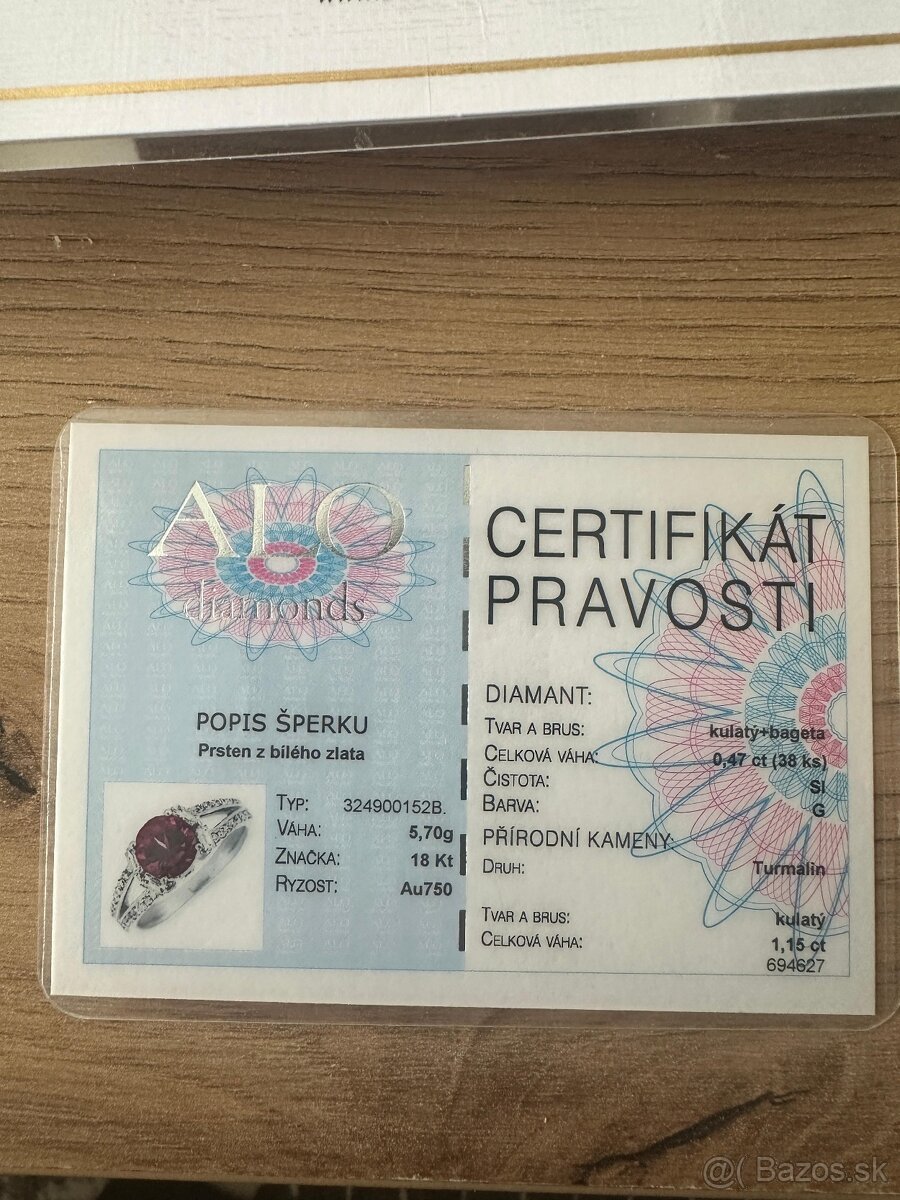 ALO
diamonds
POPIS ŠPERKU
Prsten z bílého zlata
TYP: 324900152B.
VÁHA: 5,70g
ZNAČKA: 18 Kt
RYZOST: Au750
CERTIFIKÁT
PRAVOSTI
DIAMANT:
TVAR A BRUS: kulatý+bageta
CELKOVÁ VÁHA: 0,47 ct (38 ks)
ČISTOTA: SI
BARVA: G
PŘÍRODNÍ KAMENY:
DRUH: Turmalín
TVAR A BRUS: kulatý
CELKOVÁ VÁHA: 1,15 ct
694627
@( Bazos.sk